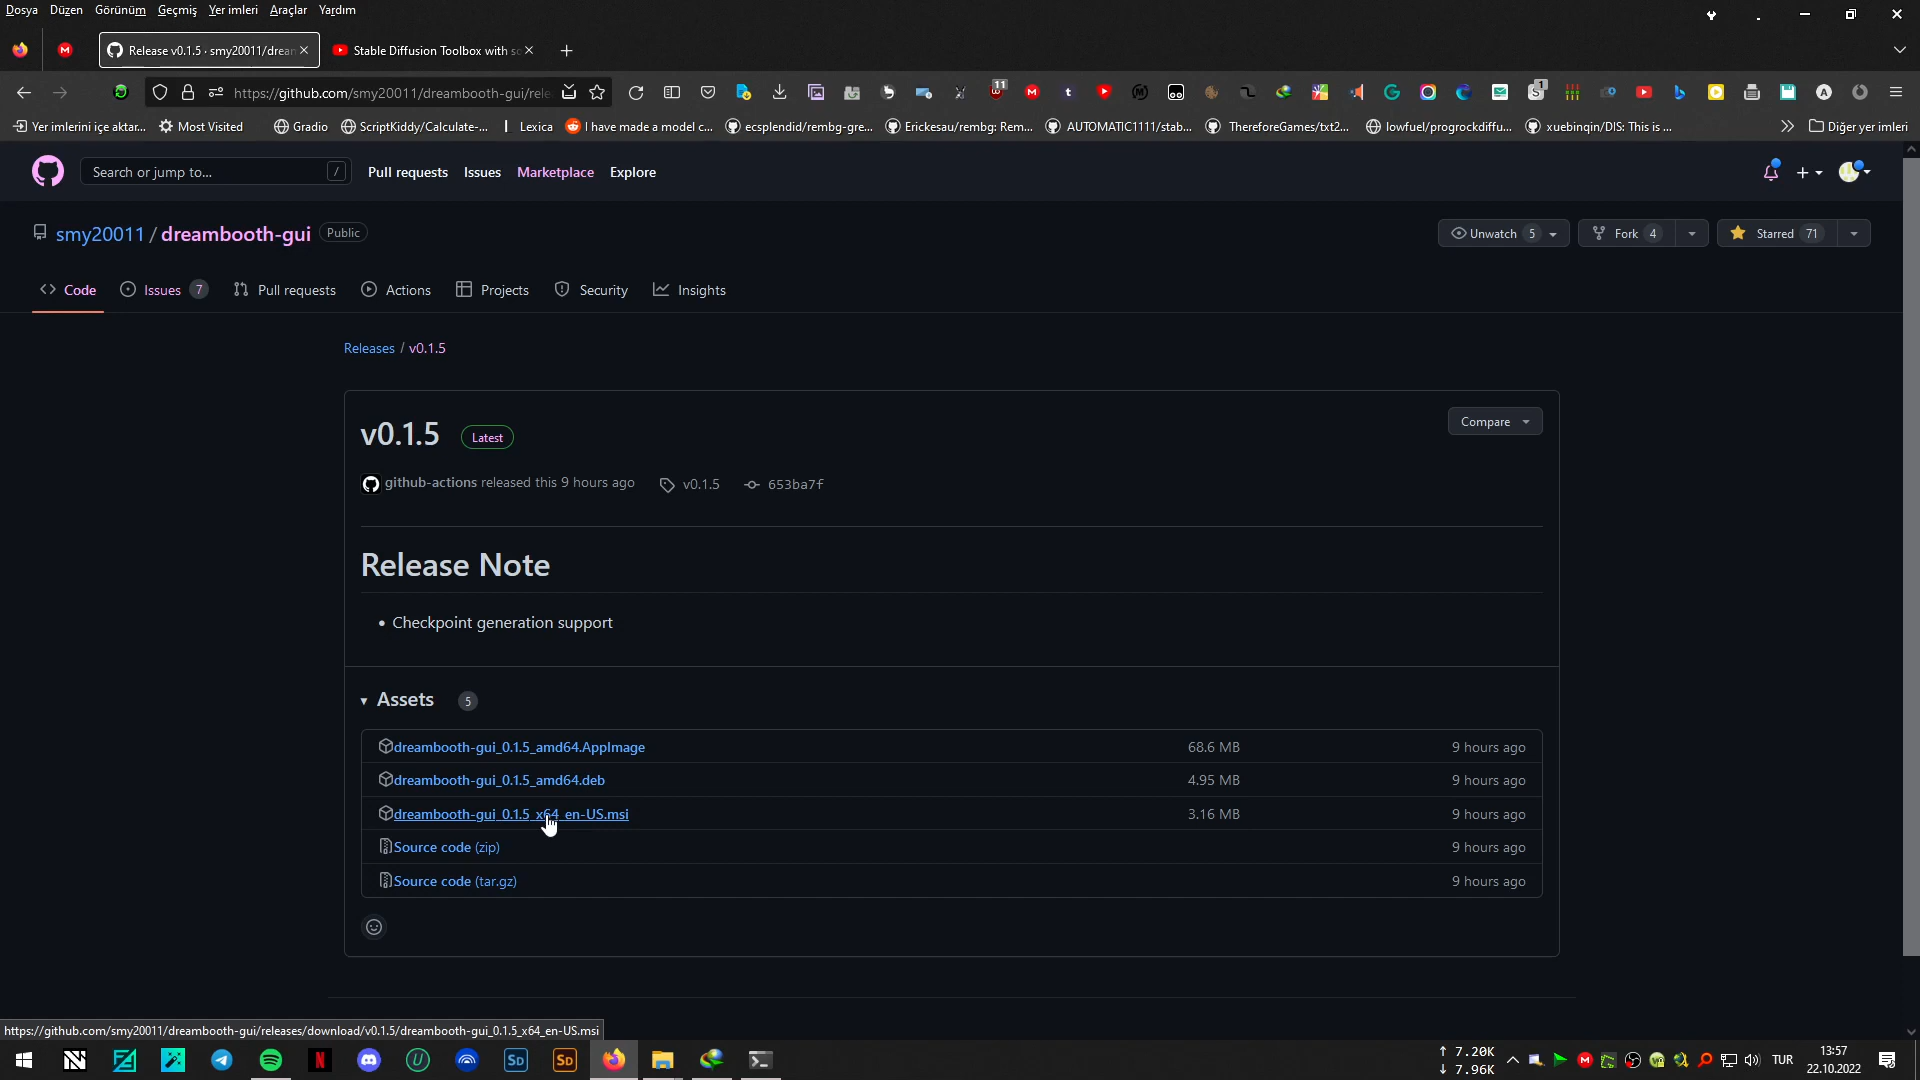 Dosya Düzen Görünüm Geçmiş Yer imleri Araçlar Yardım
Release v0.1.5 · smy20011/drean
Stable Diffusion Toolbox with so
https://github.com/smy20011/dreambooth-gui/rele
11
1
Yer imlerini içe aktar...
Most Visited
Gradio
ScriptKiddy/Calculate-...
Lexica
I have made a model c...
ecsplendid/rembg-gre...
Erickesau/rembg: Rem...
AUTOMATIC1111/stab...
ThereforeGames/txt2...
lowfuel/progrockdiffu...
xuebinqin/DIS: This is ...
Diğer yer imleri
Search or jump to... /
Pull requests Issues Marketplace Explore
smy20011 / dreambooth-gui Public
Unwatch 5
Fork 4
Starred 71
Code
Issues 7
Pull requests
Actions
Projects
Security
Insights
Releases / v0.1.5
v0.1.5 Latest
Compare
github-actions released this 9 hours ago v0.1.5 653ba7f
Release Note
• Checkpoint generation support
Assets 5
dreambooth-gui_0.1.5_amd64.AppImage 68.6 MB 9 hours ago
dreambooth-gui_0.1.5_amd64.deb 4.95 MB 9 hours ago
dreambooth-gui_0.1.5_x64_en-US.msi 3.16 MB 9 hours ago
Source code (zip) 9 hours ago
Source code (tar.gz) 9 hours ago
https://github.com/smy20011/dreambooth-gui/releases/download/v0.1.5/dreambooth-gui_0.1.5_x64_en-US.msi
Sd
SD
↑ 7.20K
↓ 7.96K
TUR
13:57
22.10.2022